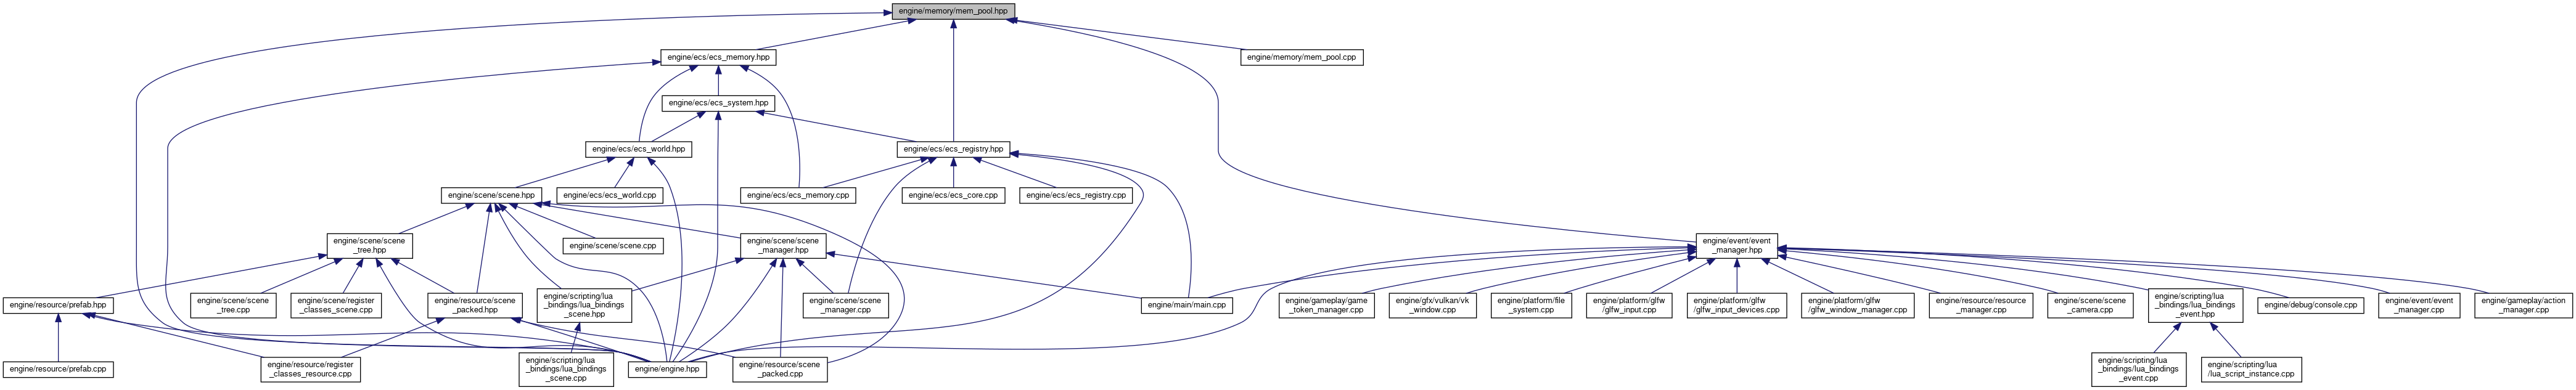 engine/memory/mem_pool.hpp
engine/ecs/ecs_memory.hpp
engine/memory/mem_pool.cpp
engine/ecs/ecs_system.hpp
engine/ecs/ecs_world.hpp
engine/ecs/ecs_registry.hpp
engine/scene/scene.hpp
engine/ecs/ecs_world.cpp
engine/ecs/ecs_memory.cpp
engine/ecs/ecs_core.cpp
engine/ecs/ecs_registry.cpp
engine/scene/scene
_tree.hpp
engine/scene/scene.cpp
engine/scene/scene
_manager.hpp
engine/event/event
_manager.hpp
engine/resource/prefab.hpp
engine/scene/scene
_tree.cpp
engine/scene/register
_classes_scene.cpp
engine/resource/scene
_packed.hpp
engine/scripting/lua
_bindings/lua_bindings
_scene.hpp
engine/scene/scene
_manager.cpp
engine/main/main.cpp
engine/gameplay/game
_token_manager.cpp
engine/gfx/vulkan/vk
_window.cpp
engine/platform/file
_system.cpp
engine/platform/glfw
/glfw_input.cpp
engine/platform/glfw
/glfw_input_devices.cpp
engine/platform/glfw
/glfw_window_manager.cpp
engine/resource/resource
_manager.cpp
engine/scene/scene
_camera.cpp
engine/scripting/lua
_bindings/lua_bindings
_event.hpp
engine/debug/console.cpp
engine/event/event
_manager.cpp
engine/gameplay/action
_manager.cpp
engine/resource/prefab.cpp
engine/resource/register
_classes_resource.cpp
engine/scripting/lua
_bindings/lua_bindings
_scene.cpp
engine/engine.hpp
engine/resource/scene
_packed.cpp
engine/scripting/lua
_bindings/lua_bindings
_event.cpp
engine/scripting/lua
/lua_script_instance.cpp